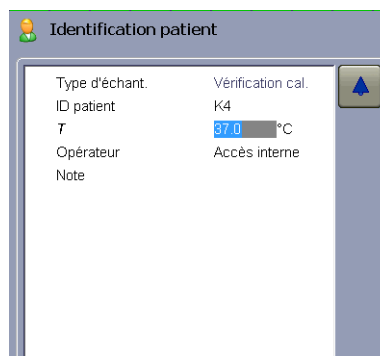 Identification patient
Type d'échant. Vérification cal.
ID patient K4
T 37.0 °C
Opérateur Accès interne
Note